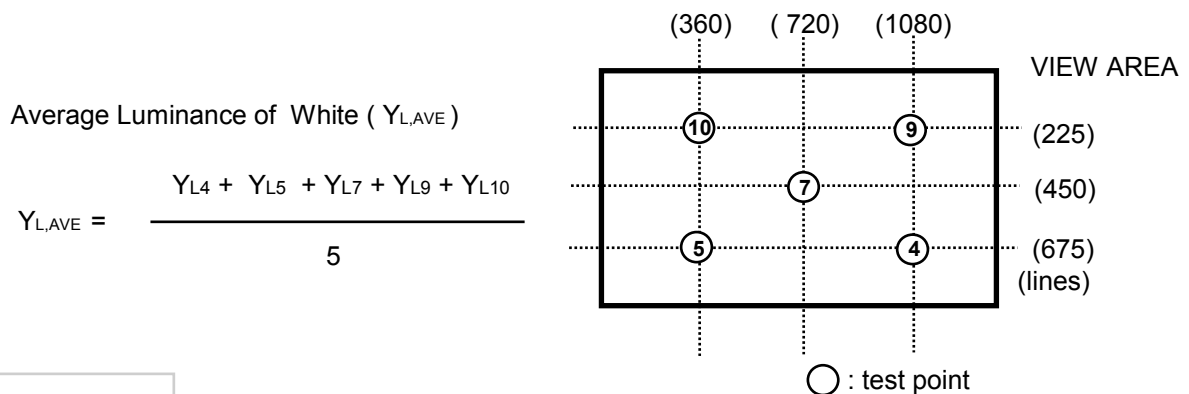 (360) ( 720) (1080)
VIEW AREA
Average Luminance of White ( YL,AVE )
10 9 (225)
YL4 + YL5 + YL7 + YL9 + YL10
7 (450)
YL,AVE =
5
5 4 (675)
(lines)
: test point